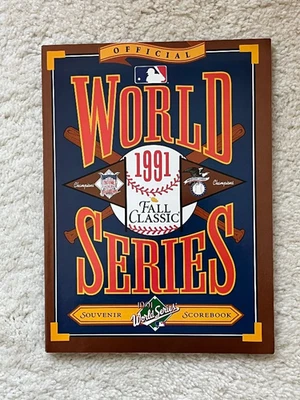 OFFICIAL
WORLD
1991
Champions
Champions
FALL
CLASSIC
SERIES
1991
World Series
SOUVENIR
SCOREBOOK